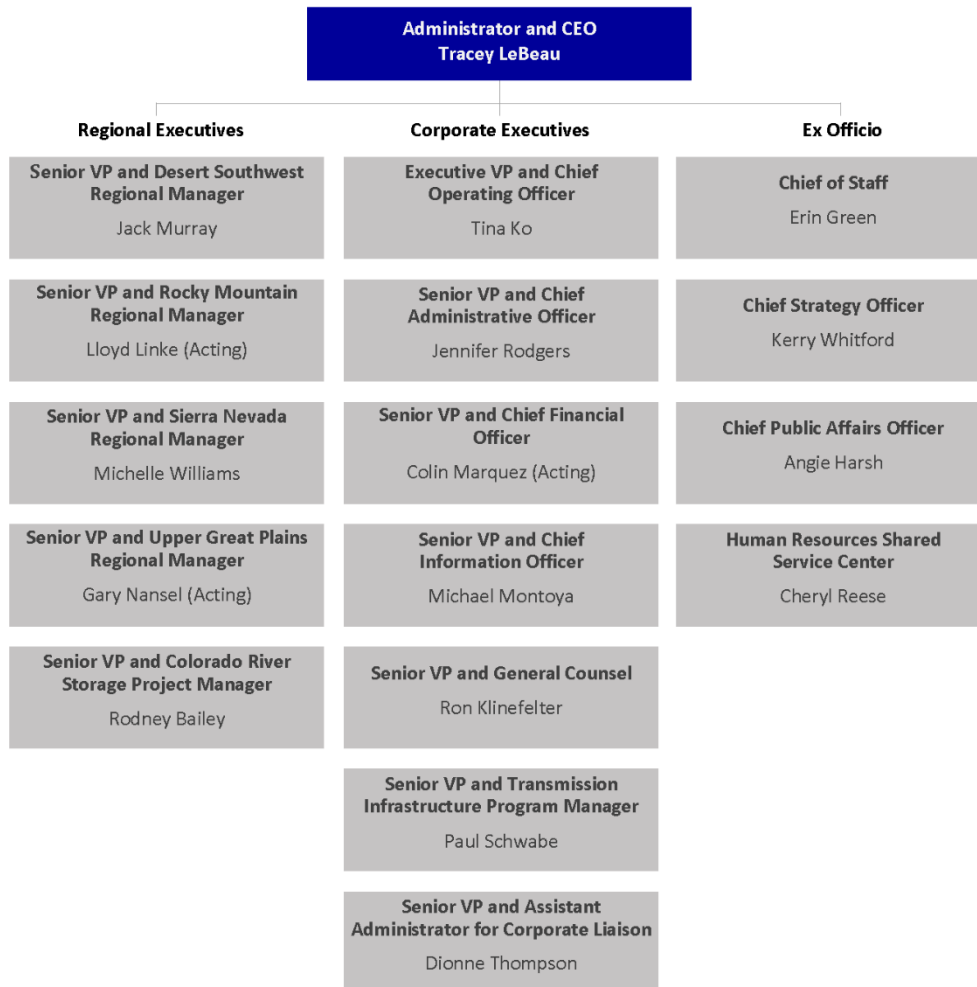 Administrator and CEO
Tracey LeBeau
Regional Executives
Senior VP and Desert Southwest
Regional Manager
Jack Murray
Senior VP and Rocky Mountain
Regional Manager
Lloyd Linke (Acting)
Senior VP and Sierra Nevada
Regional Manager
Michelle Williams
Senior VP and Upper Great Plains
Regional Manager
Gary Nansel (Acting)
Senior VP and Colorado River
Storage Project Manager
Rodney Bailey
Corporate Executives
Executive VP and Chief
Operating Officer
Tina Ko
Senior VP and Chief
Administrative Officer
Jennifer Rodgers
Senior VP and Chief Financial
Officer
Colin Marquez (Acting)
Senior VP and Chief
Information Officer
Michael Montoya
Senior VP and General Counsel
Ron Klinefelter
Senior VP and Transmission
Infrastructure Program Manager
Paul Schwabe
Senior VP and Assistant
Administrator for Corporate Liaison
Dionne Thompson
Ex Officio
Chief of Staff
Erin Green
Chief Strategy Officer
Kerry Whitford
Chief Public Affairs Officer
Angie Harsh
Human Resources Shared
Service Center
Cheryl Reese